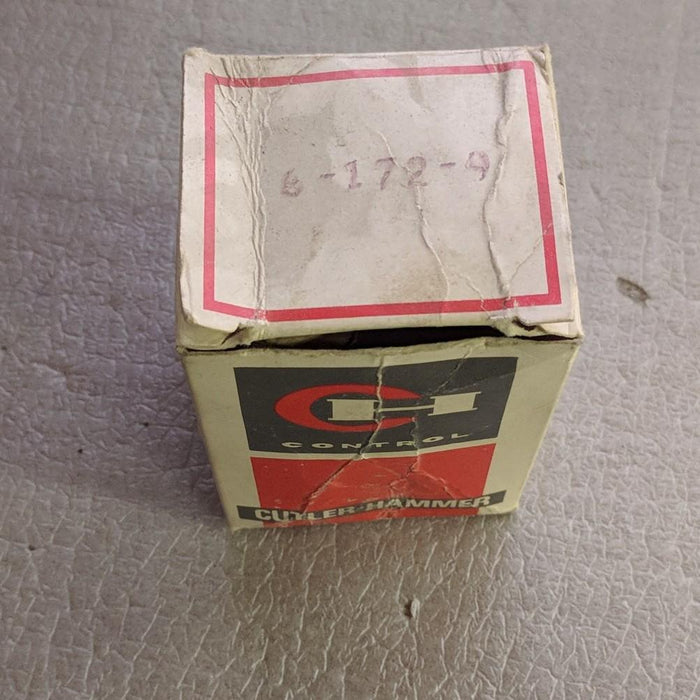 6-172-9
CH
CONTROL
CUTLER-HAMMER